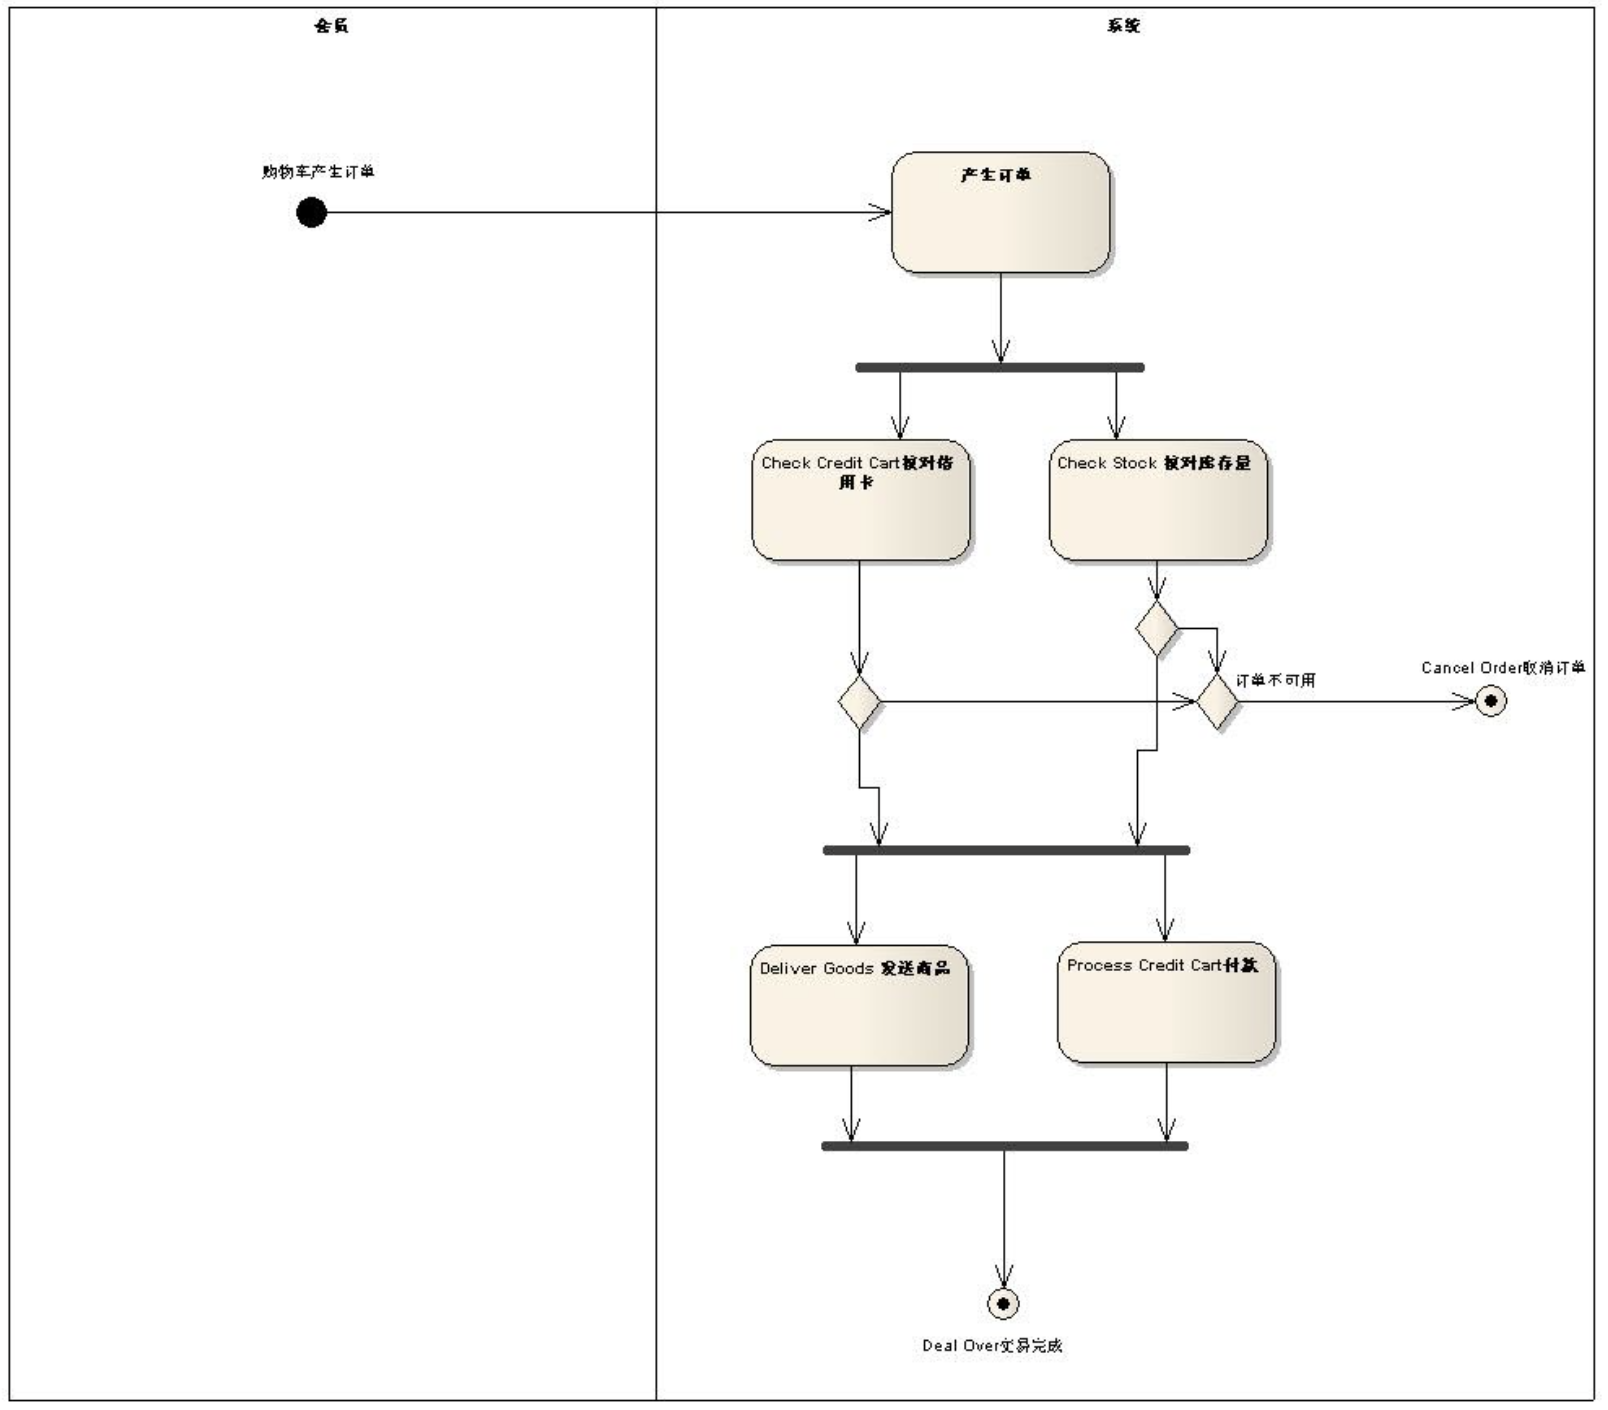 会员
系统
购物车产生订单
产生订单
Check Credit Cart核对信
用卡
Check Stock 核对库存量
订单不可用
Cancel Order取消订单
Deliver Goods 发送商品
Process Credit Cart付款
Deal Over交易完成